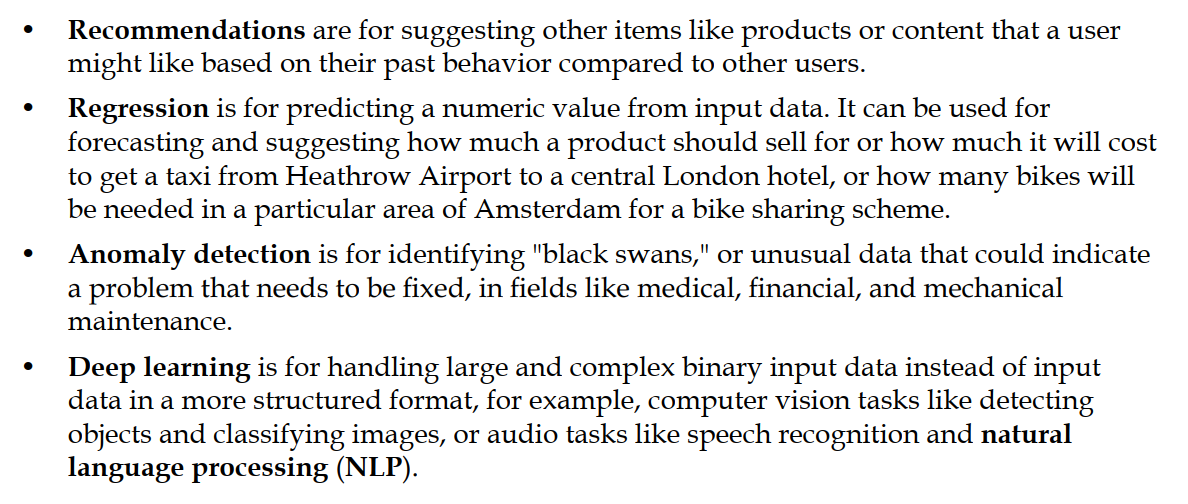 • Recommendations are for suggesting other items like products or content that a user
might like based on their past behavior compared to other users.
• Regression is for predicting a numeric value from input data. It can be used for
forecasting and suggesting how much a product should sell for or how much it will cost
to get a taxi from Heathrow Airport to a central London hotel, or how many bikes will
be needed in a particular area of Amsterdam for a bike sharing scheme.
• Anomaly detection is for identifying "black swans," or unusual data that could indicate
a problem that needs to be fixed, in fields like medical, financial, and mechanical
maintenance.
• Deep learning is for handling large and complex binary input data instead of input
data in a more structured format, for example, computer vision tasks like detecting
objects and classifying images, or audio tasks like speech recognition and natural
language processing (NLP).